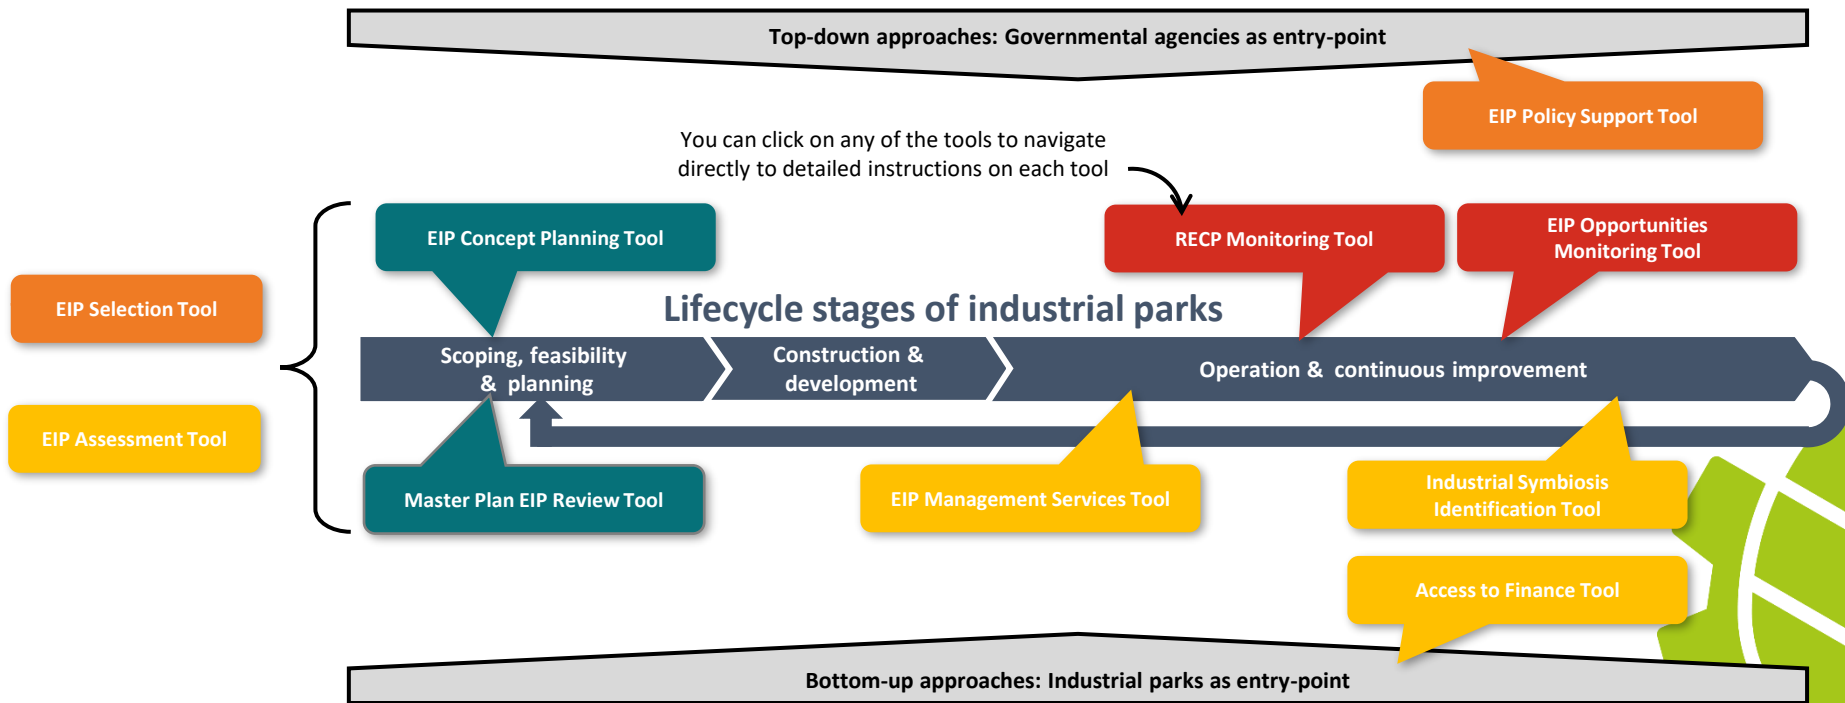 Top-down approaches: Governmental agencies as entry-point
EIP Policy Support Tool
You can click on any of the tools to navigate
directly to detailed instructions on each tool
EIP Concept Planning Tool
RECP Monitoring Tool
EIP Opportunities
Monitoring Tool
EIP Selection Tool
Lifecycle stages of industrial parks
Scoping, feasibility
& planning
Construction &
development
Operation & continuous improvement
EIP Assessment Tool
Master Plan EIP Review Tool
EIP Management Services Tool
Industrial Symbiosis
Identification Tool
Access to Finance Tool
Bottom-up approaches: Industrial parks as entry-point